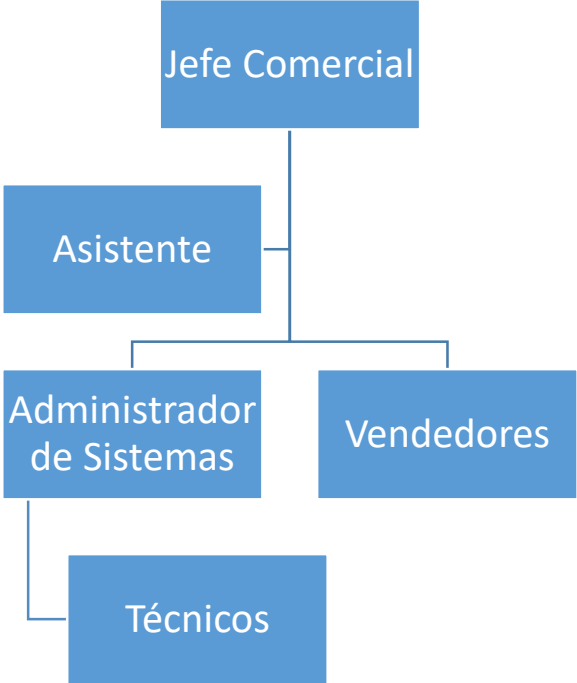 Jefe Comercial
Asistente
Administrador
de Sistemas
Vendedores
Técnicos